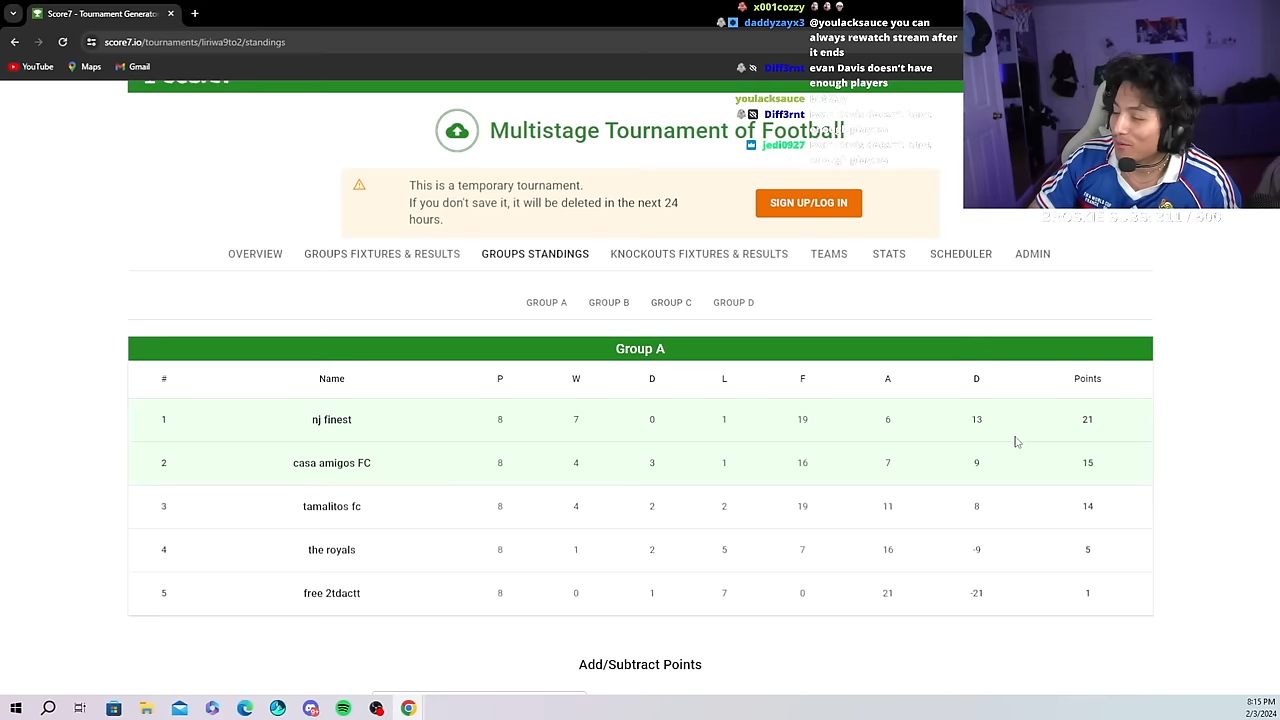 Score7 - Tournament Generato
score7.io/tournaments/liriwa9to2/standings
YouTube
Maps
Gmail
x001cozzy
daddyzayx3 @youlacksauce you can
always rewatch stream after
it ends
Diff3rnt evan Davis doesn't have
enough players
youlacksauce
Diff3rnt
jedi0927
Multistage Tournament of Football
This is a temporary tournament.
If you don't save it, it will be deleted in the next 24
hours.
SIGN UP/LOG IN
BROSKIE SUBS: 311 / 600
OVERVIEW GROUPS FIXTURES & RESULTS GROUPS STANDINGS KNOCKOUTS FIXTURES & RESULTS TEAMS STATS SCHEDULER ADMIN
GROUP A GROUP B GROUP C GROUP D
Group A
# Name P W D L F A D Points
1 nj finest 8 7 0 1 19 6 13 21
2 casa amigos FC 8 4 3 1 16 7 9 15
3 tamalitos fc 8 4 2 2 19 11 8 14
4 the royals 8 1 2 5 7 16 -9 5
5 free 2tdactt 8 0 1 7 0 21 -21 1
Add/Subtract Points
8:15 PM
2/3/2024